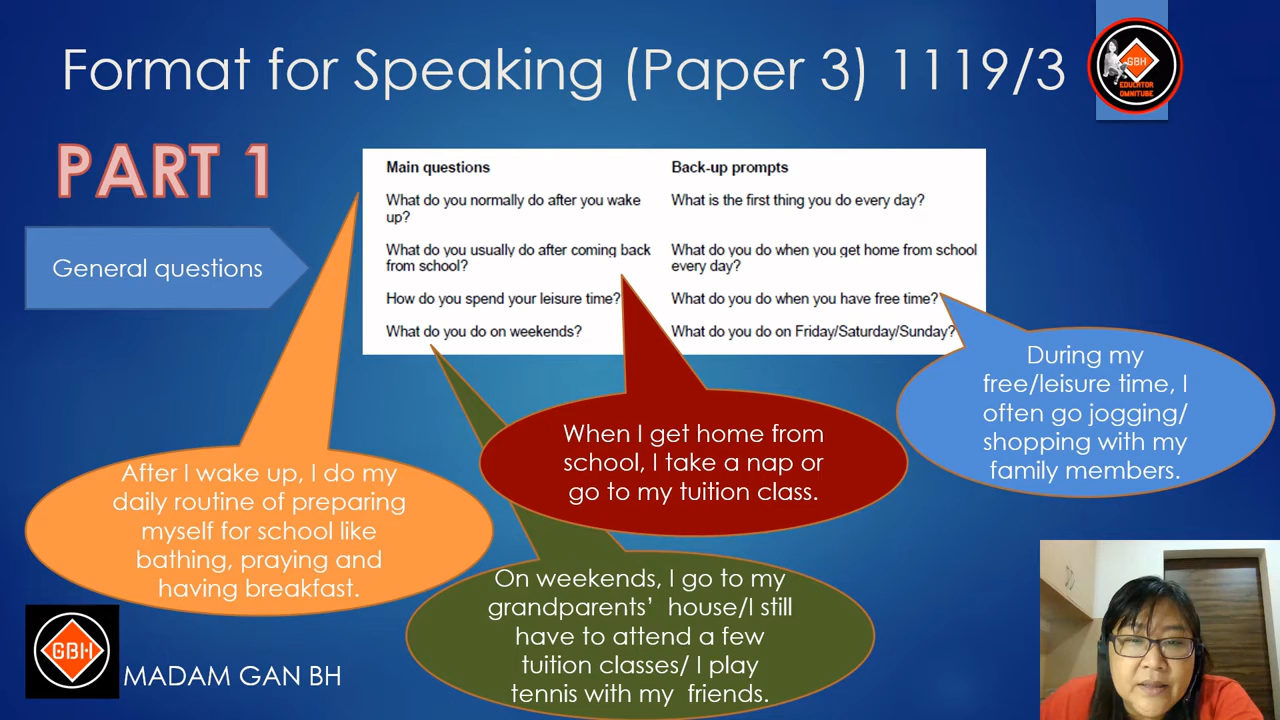 Format for Speaking (Paper 3) 1119/3
GBH
EDUCATOR
OMNITUBE
PART 1
General questions
Main questions
Back-up prompts
What do you normally do after you wake
up?
What is the first thing you do every day?
What do you usually do after coming back
from school?
What do you do when you get home from school
every day?
How do you spend your leisure time?
What do you do when you have free time?
What do you do on weekends?
What do you do on Friday/Saturday/Sunday?
During my
free/leisure time, I
often go jogging/
shopping with my
family members.
When I get home from
school, I take a nap or
go to my tuition class.
After I wake up, I do my
daily routine of preparing
myself for school like
bathing, praying and
having breakfast.
On weekends, I go to my
grandparents’  house/I still
have to attend a few
tuition classes/ I play
tennis with my  friends.
GBH
MADAM GAN BH